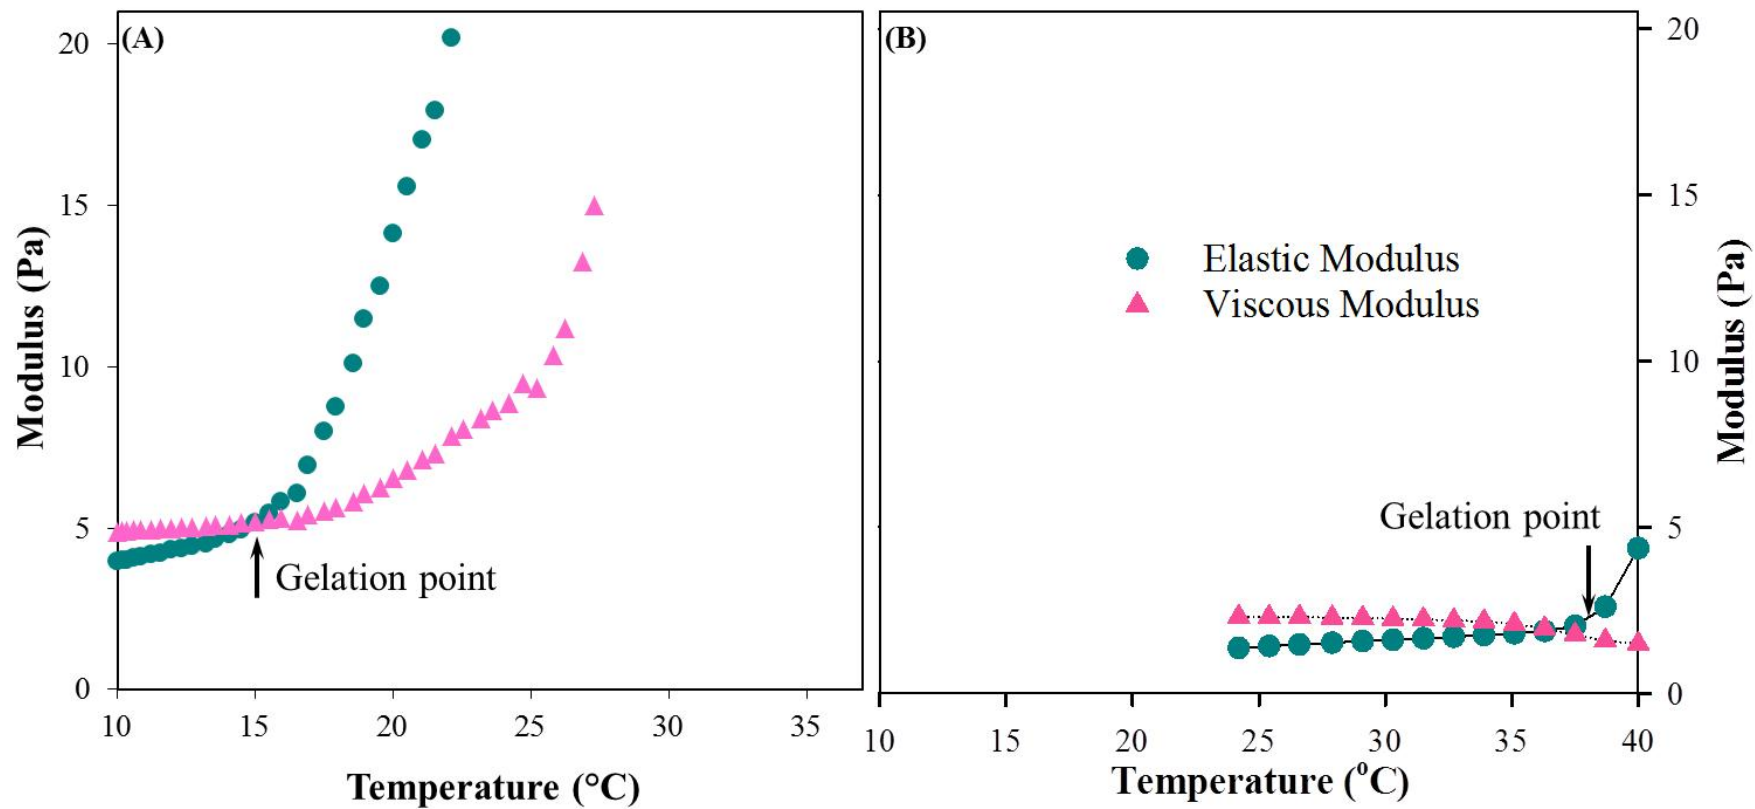 (A)
20
15
10
5
0
Modulus (Pa)
Gelation point
10 15 20 25 30 35
Temperature (°C)
(B)
Elastic Modulus
Viscous Modulus
Gelation point
20
15
10
5
0
Modulus (Pa)
10 15 20 25 30 35 40
Temperature (°C)